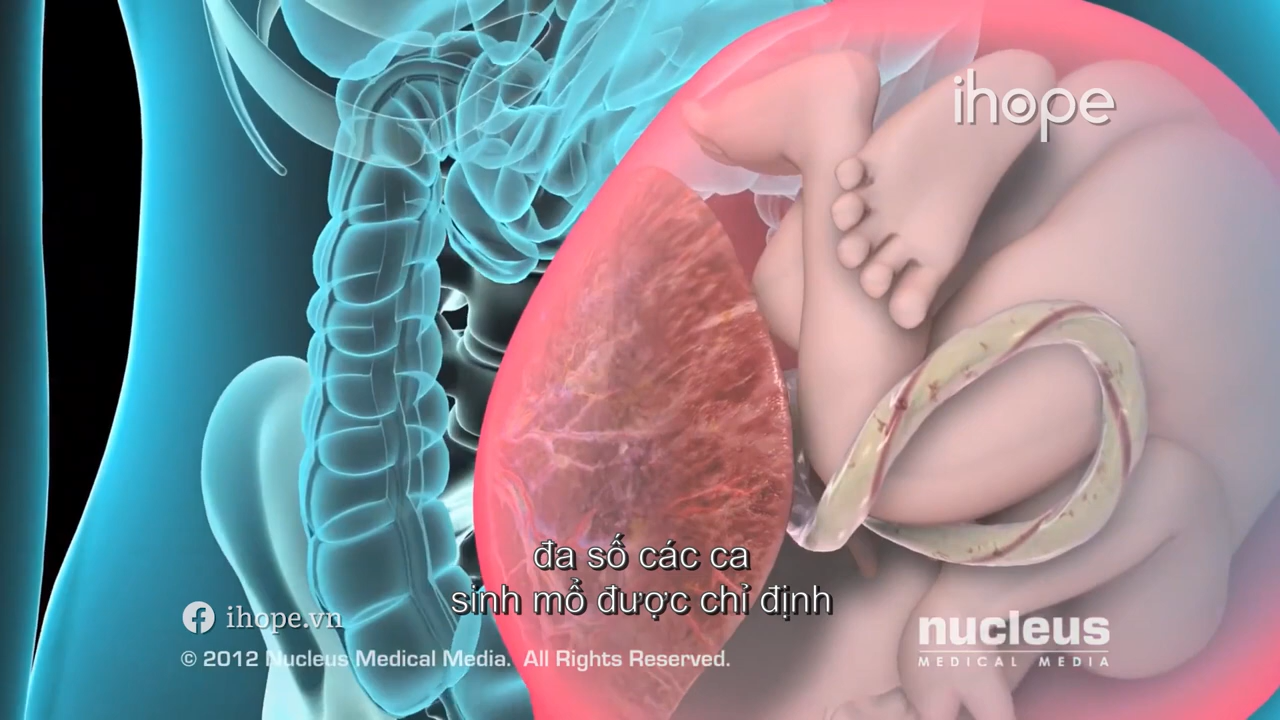 ihope
đa số các ca
sinh mổ được chỉ định
ihope.vn
nucleus
MEDICAL MEDIA
© 2012 Nucleus Medical Media. All Rights Reserved.